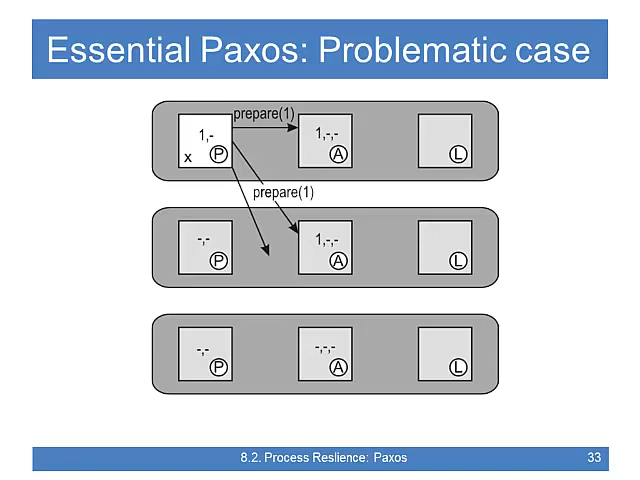 Essential Paxos: Problematic case
prepare(1)
1,-
x
P
1,-,-
A
L
prepare(1)
-,-
P
1,-,-
A
L
-,-
P
-,-,-
A
L
8.2. Process Reslience: Paxos
33